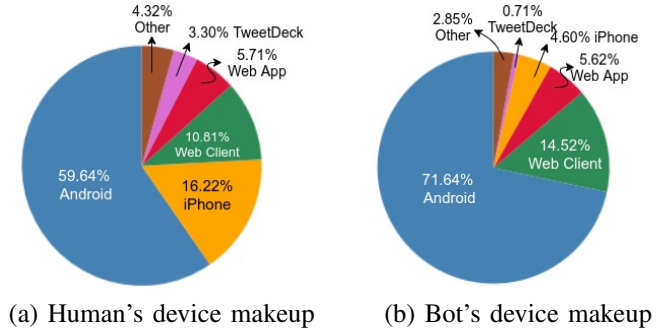 4.32%
Other
3.30% TweetDeck
5.71%
Web App
10.81%
Web Client
59.64%
Android
16.22%
iPhone
(a) Human's device makeup
2.85%
Other
0.71%
TweetDeck
4.60% iPhone
5.62%
Web App
14.52%
Web Client
71.64%
Android
(b) Bot's device makeup